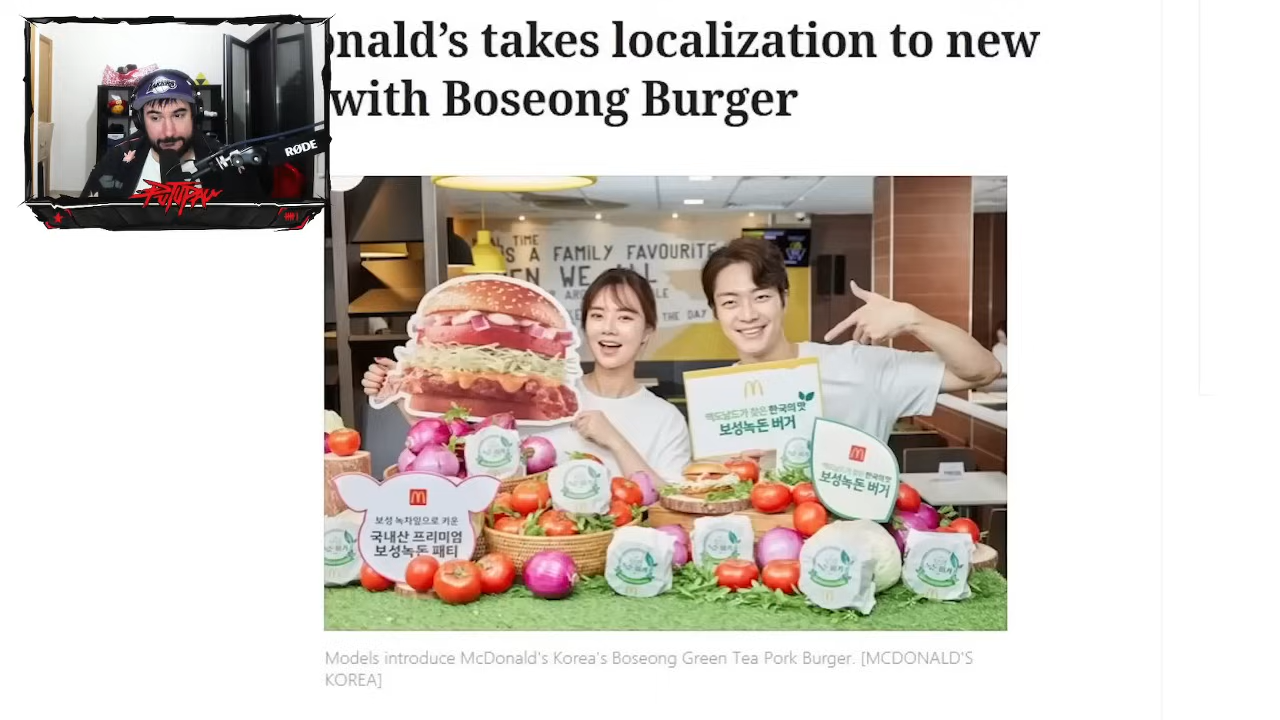 onald's takes localization to new
with Boseong Burger
LAKERS
RØDE
A FAMILY FAVOURITE
WE
THE DAY
맥도날드가 찾은 한국의 맛
보성녹돈 버거
맥도날드가 찾은 한국의 맛
보성녹돈 버거
보성 녹차잎으로 키운
국내산 프리미엄
보성녹돈 패티
Models introduce McDonald's Korea's Boseong Green Tea Pork Burger. [MCDONALD'S
KOREA]